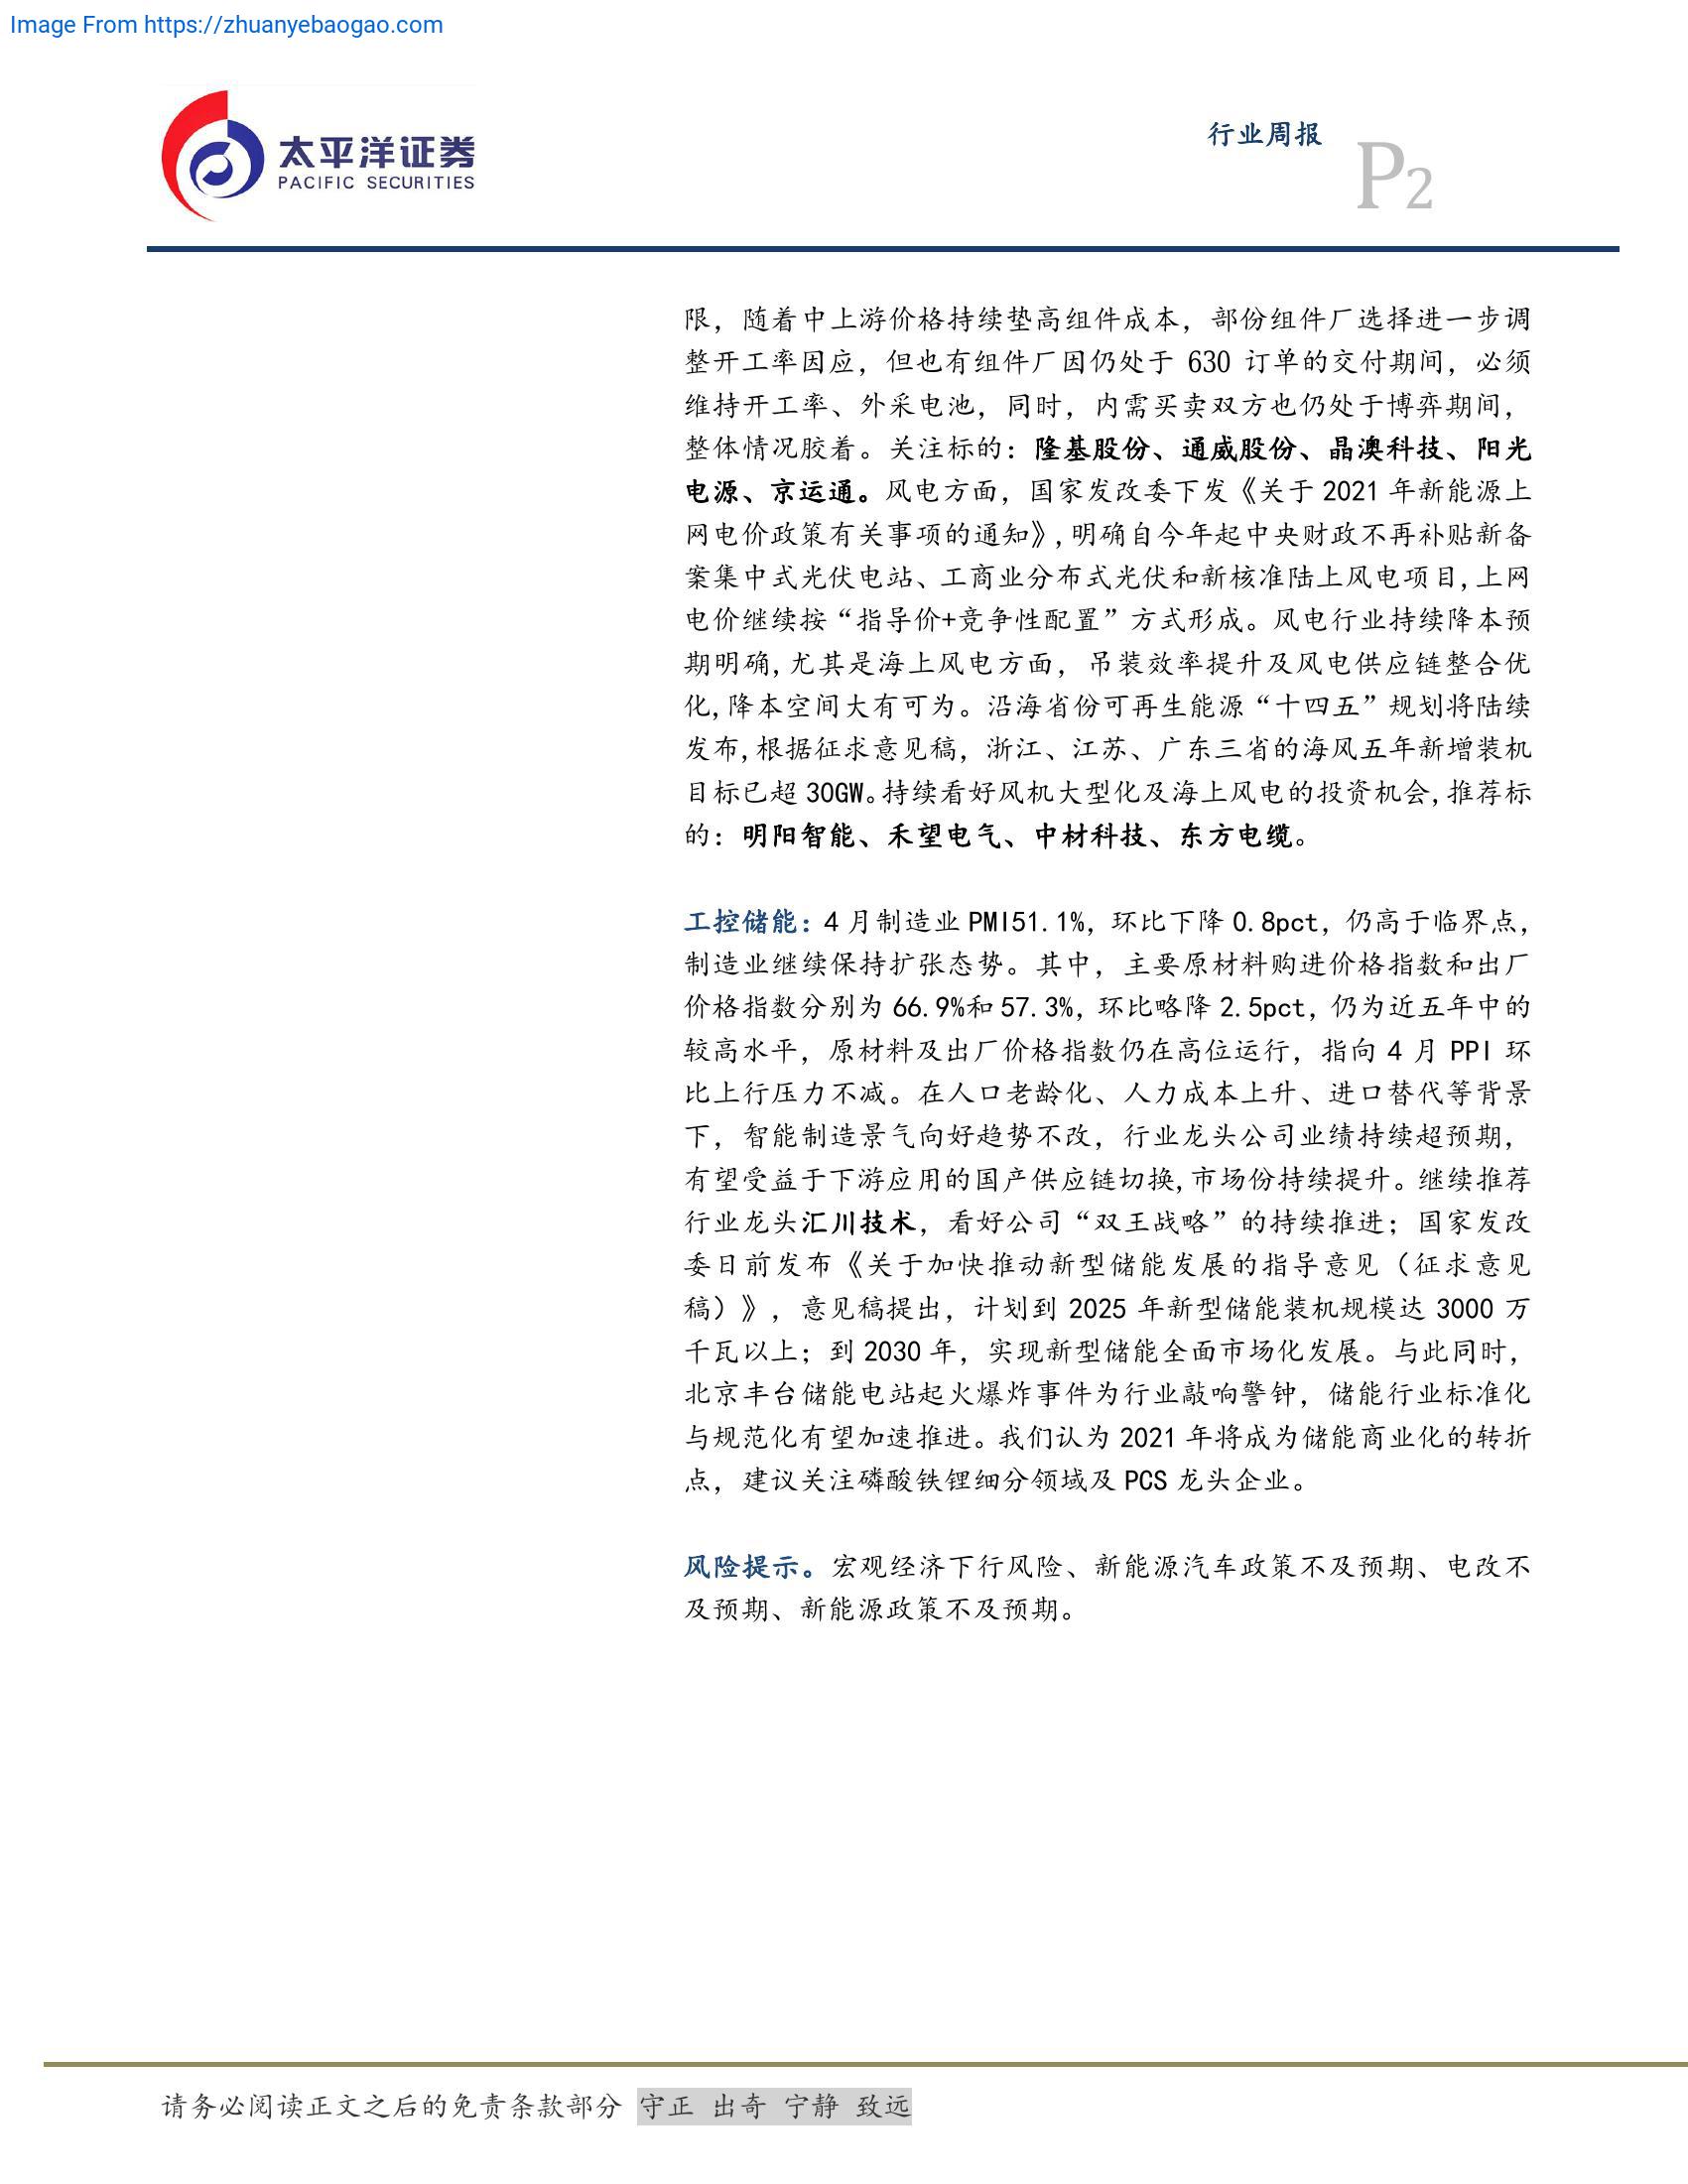 Image From https://zhuanyebaogao.com
太平洋证券
PACIFIC SECURITIES
行业周报
P2
限，随着中上游价格持续垫高组件成本，部份组件厂选择进一步调
整开工率因应，但也有组件厂因仍处于 630 订单的交付期间，必须
维持开工率、外采电池，同时，内需买卖双方也仍处于博弈期间，
整体情况胶着。关注标的：隆基股份、通威股份、晶澳科技、阳光
电源、京运通。风电方面，国家发改委下发《关于 2021 年新能源上
网电价政策有关事项的通知》,明确自今年起中央财政不再补贴新备
案集中式光伏电站、工商业分布式光伏和新核准陆上风电项目,上网
电价继续按“指导价+竞争性配置”方式形成。风电行业持续降本预
期明确,尤其是海上风电方面，吊装效率提升及风电供应链整合优
化,降本空间大有可为。沿海省份可再生能源“十四五”规划将陆续
发布,根据征求意见稿，浙江、江苏、广东三省的海风五年新增装机
目标已超 30GW。持续看好风机大型化及海上风电的投资机会,推荐标
的：明阳智能、禾望电气、中材科技、东方电缆。
工控储能：4 月制造业 PMI51.1%，环比下降 0.8pct，仍高于临界点，
制造业继续保持扩张态势。其中，主要原材料购进价格指数和出厂
价格指数分别为 66.9%和 57.3%，环比略降 2.5pct，仍为近五年中的
较高水平，原材料及出厂价格指数仍在高位运行，指向 4 月 PPI 环
比上行压力不减。在人口老龄化、人力成本上升、进口替代等背景
下，智能制造景气向好趋势不改，行业龙头公司业绩持续超预期，
有望受益于下游应用的国产供应链切换,市场份持续提升。继续推荐
行业龙头汇川技术，看好公司“双王战略”的持续推进；国家发改
委日前发布《关于加快推动新型储能发展的指导意见（征求意见
稿）》，意见稿提出，计划到 2025 年新型储能装机规模达 3000 万
千瓦以上；到 2030 年，实现新型储能全面市场化发展。与此同时，
北京丰台储能电站起火爆炸事件为行业敲响警钟，储能行业标准化
与规范化有望加速推进。我们认为 2021 年将成为储能商业化的转折
点，建议关注磷酸铁锂细分领域及 PCS 龙头企业。
风险提示。宏观经济下行风险、新能源汽车政策不及预期、电改不
及预期、新能源政策不及预期。
请务必阅读正文之后的免责条款部分 守正 出奇 宁静 致远